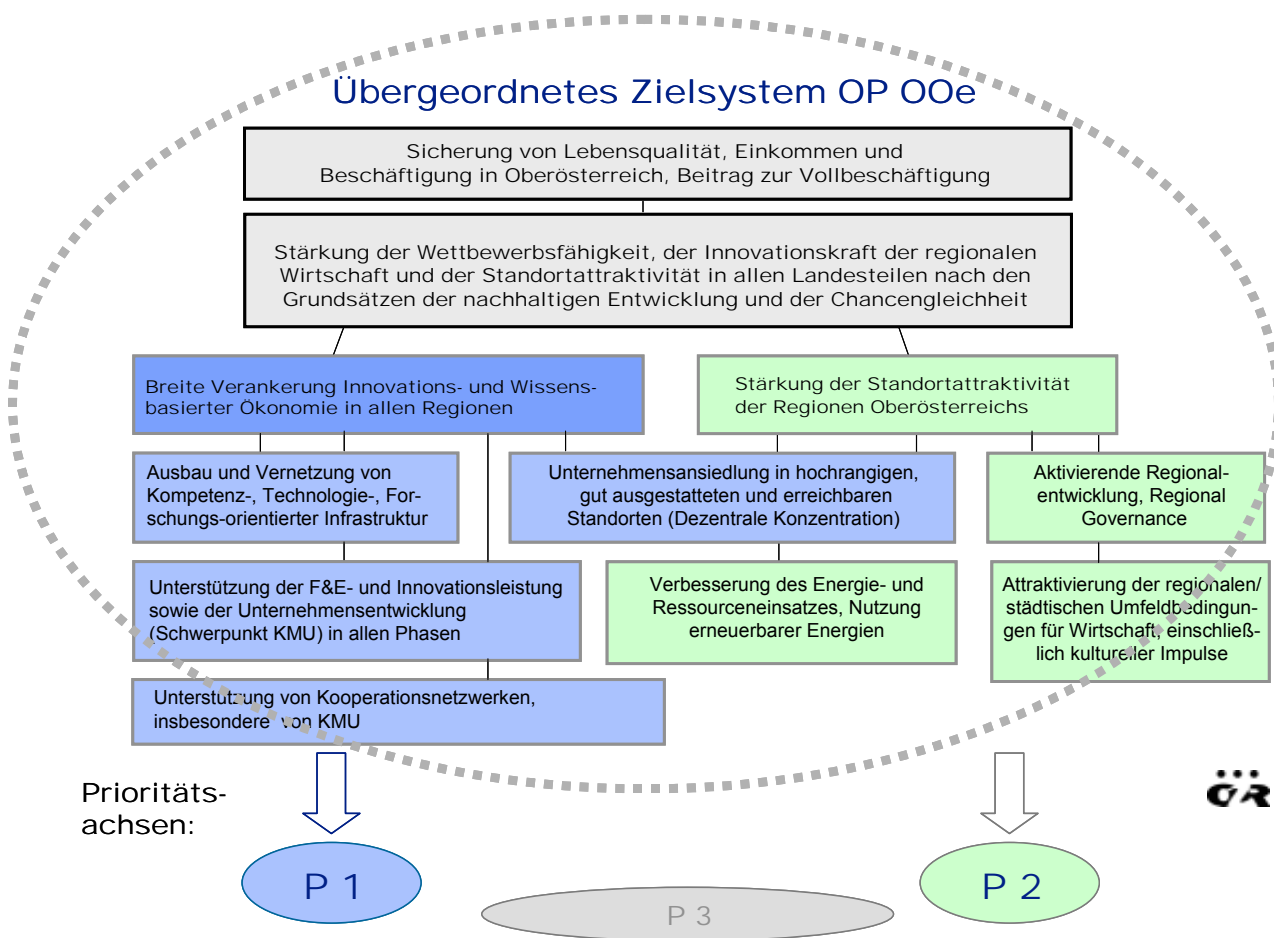 Übergeordnetes Zielsystem OP OOe
Sicherung von Lebensqualität, Einkommen und
Beschäftigung in Oberösterreich, Beitrag zur Vollbeschäftigung
Stärkung der Wettbewerbsfähigkeit, der Innovationskraft der regionalen
Wirtschaft und der Standortattraktivität in allen Landesteilen nach den
Grundsätzen der nachhaltigen Entwicklung und der Chancengleichheit
Breite Verankerung Innovations- und Wissens-
basierter Ökonomie in allen Regionen
Stärkung der Standortattraktivität
der Regionen Oberösterreichs
Ausbau und Vernetzung von
Kompetenz-, Technologie-, For-
schungs-orientierter Infrastruktur
Unternehmensansiedlung in hochrangigen,
gut ausgestatteten und erreichbaren
Standorten (Dezentrale Konzentration)
Aktivierende Regional-
entwicklung, Regional
Governance
Unterstützung der F&E- und Innovationsleistung
sowie der Unternehmensentwicklung
(Schwerpunkt KMU) in allen Phasen
Verbesserung des Energie- und
Ressourceneinsatzes, Nutzung
erneuerbarer Energien
Attraktivierung der regionalen/
städtischen Umfeldbedingun-
gen für Wirtschaft, einschließ-
lich kultureller Impulse
Unterstützung von Kooperationsnetzwerken,
insbesondere von KMU
Prioritäts-
achsen:
P 1
P 2
P 3